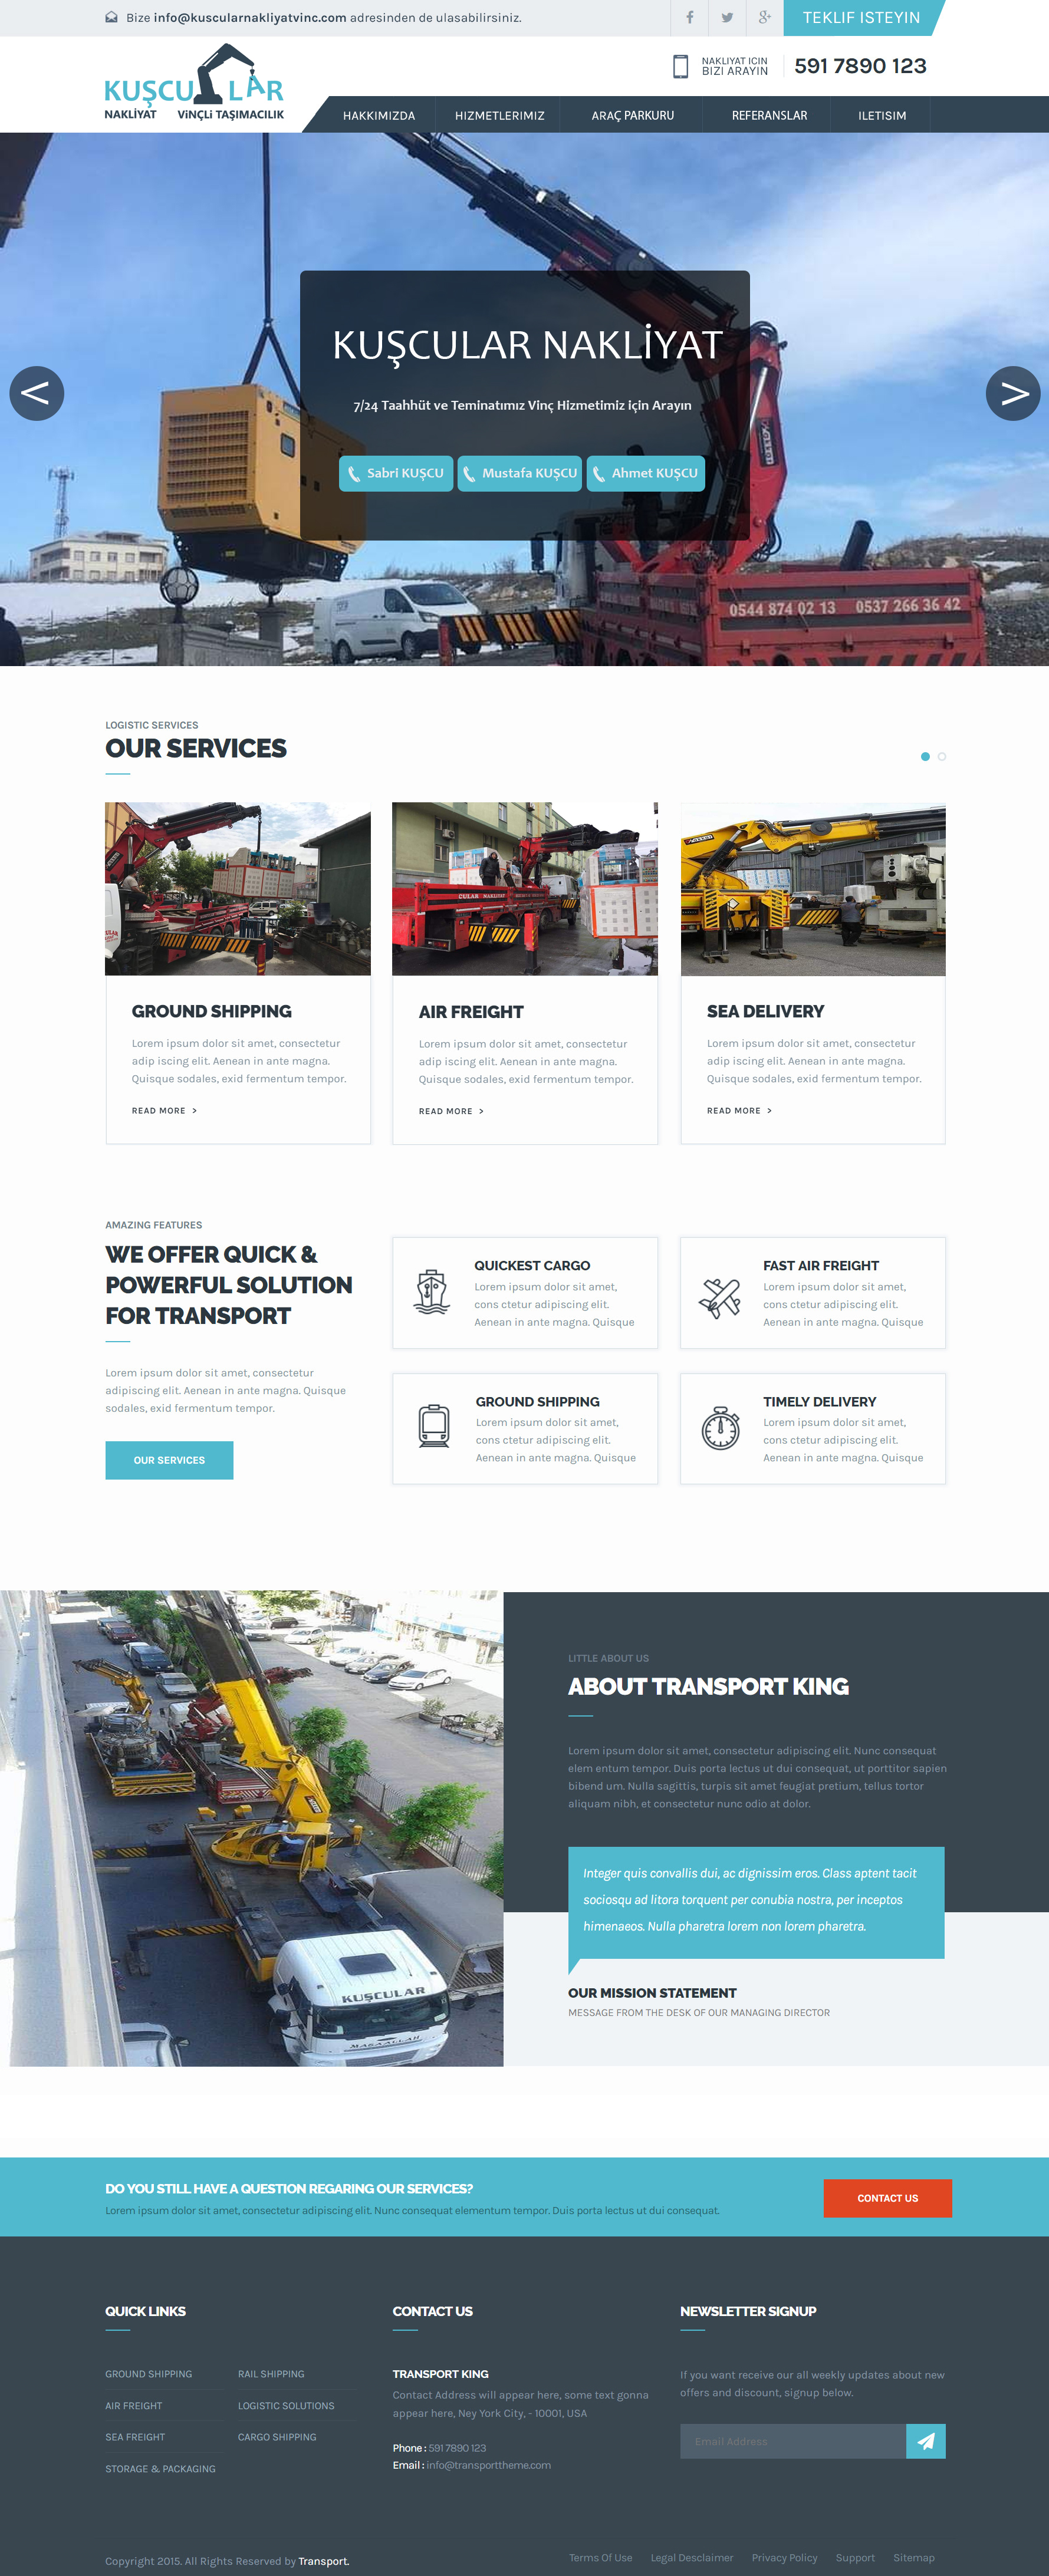 Bize info@kuscularnakliyatvinc.com adresinden de ulasabilirsiniz.
TEKLIF ISTEYIN
KUŞCULAR
NAKLİYAT VİNÇLİ TAŞIMACILIK
NAKLIYAT ICIN
BIZI ARAYIN
591 7890 123
HAKKIMIZDA
HIZMETLERIMIZ
ARAÇ PARKURU
REFERANSLAR
ILETISIM
KUŞCULAR NAKLİYAT
7/24 Taahhüt ve Teminatımız Vinç Hizmetimiz için Arayın
Sabri KUŞCU
Mustafa KUŞCU
Ahmet KUŞCU
<
>
0544 874 02 13 0537 266 36 42
LOGISTIC SERVICES
OUR SERVICES
GROUND SHIPPING
Lorem ipsum dolor sit amet, consectetur
adip iscing elit. Aenean in ante magna.
Quisque sodales, exid fermentum tempor.
READ MORE >
AIR FREIGHT
Lorem ipsum dolor sit amet, consectetur
adip iscing elit. Aenean in ante magna.
Quisque sodales, exid fermentum tempor.
READ MORE >
SEA DELIVERY
Lorem ipsum dolor sit amet, consectetur
adip iscing elit. Aenean in ante magna.
Quisque sodales, exid fermentum tempor.
READ MORE >
AMAZING FEATURES
WE OFFER QUICK &
POWERFUL SOLUTION
FOR TRANSPORT
Lorem ipsum dolor sit amet, consectetur
adipiscing elit. Aenean in ante magna. Quisque
sodales, exid fermentum tempor.
OUR SERVICES
QUICKEST CARGO
Lorem ipsum dolor sit amet,
cons ctetur adipiscing elit.
Aenean in ante magna. Quisque
FAST AIR FREIGHT
Lorem ipsum dolor sit amet,
cons ctetur adipiscing elit.
Aenean in ante magna. Quisque
GROUND SHIPPING
Lorem ipsum dolor sit amet,
cons ctetur adipiscing elit.
Aenean in ante magna. Quisque
TIMELY DELIVERY
Lorem ipsum dolor sit amet,
cons ctetur adipiscing elit.
Aenean in ante magna. Quisque
KUŞCULAR
MAŞAALLAH
LITTLE ABOUT US
ABOUT TRANSPORT KING
Lorem ipsum dolor sit amet, consectetur adipiscing elit. Nunc consequat
elem entum tempor. Duis porta lectus ut dui consequat, ut porttitor sapien
bibend um. Nulla sagittis, turpis sit amet feugiat pretium, tellus tortor
aliquam nibh, et consectetur nunc odio at dolor.
Integer quis convallis dui, ac dignissim eros. Class aptent tacit
sociosqu ad litora torquent per conubia nostra, per inceptos
himenaeos. Nulla pharetra lorem non lorem pharetra.
OUR MISSION STATEMENT
MESSAGE FROM THE DESK OF OUR MANAGING DIRECTOR
DO YOU STILL HAVE A QUESTION REGARING OUR SERVICES?
Lorem ipsum dolor sit amet, consectetur adipiscing elit. Nunc consequat elementum tempor. Duis porta lectus ut dui consequat.
CONTACT US
QUICK LINKS
GROUND SHIPPING
RAIL SHIPPING
AIR FREIGHT
LOGISTIC SOLUTIONS
SEA FREIGHT
CARGO SHIPPING
STORAGE & PACKAGING
CONTACT US
TRANSPORT KING
Contact Address will appear here, some text gonna
appear here, Ney York City, - 10001, USA
Phone : 591 7890 123
Email : info@transporttheme.com
NEWSLETTER SIGNUP
If you want receive our all weekly updates about new
offers and discount, signup below.
Email Address
Copyright 2015. All Rights Reserved by Transport.
Terms Of Use
Legal Desclaimer
Privacy Policy
Support
Sitemap